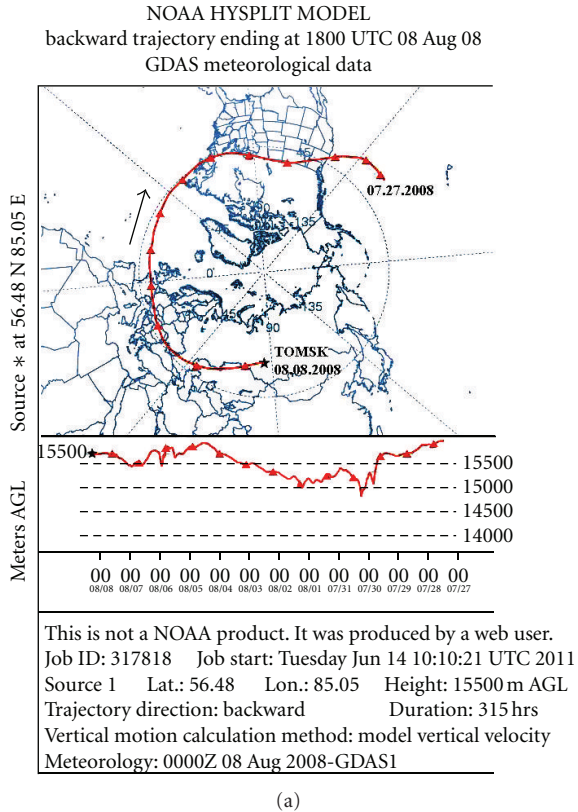 NOAA HYSPLIT MODEL
backward trajectory ending at 1800 UTC 08 Aug 08
GDAS meteorological data
Source * at 56.48 N 85.05 E
45
07.27.2008
90
135
0
45
135
90
TOMSK
08.08.2008
Meters AGL
15500
15500
15000
14500
14000
00 00 00 00 00 00 00 00 00 00 00 00 00
08/08 08/07 08/06 08/05 08/04 08/03 08/02 08/01 07/31 07/30 07/29 07/28 07/27
This is not a NOAA product. It was produced by a web user.
Job ID: 317818 Job start: Tuesday Jun 14 10:10:21 UTC 2011
Source 1 Lat.: 56.48 Lon.: 85.05 Height: 15500 m AGL
Trajectory direction: backward Duration: 315 hrs
Vertical motion calculation method: model vertical velocity
Meteorology: 0000Z 08 Aug 2008-GDAS1
(a)